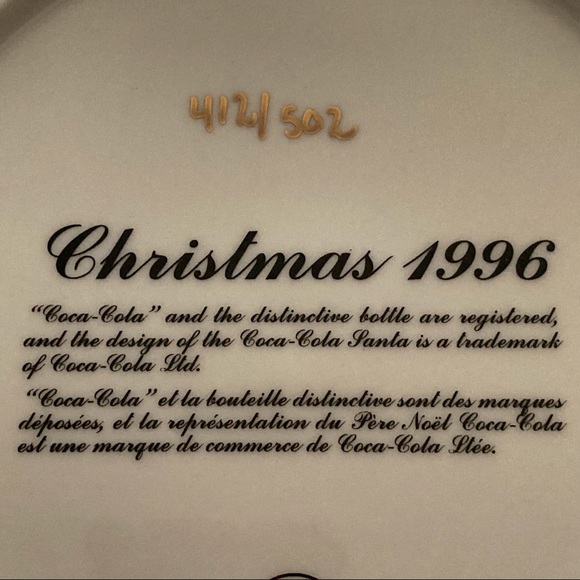 412/502
Christmas 1996
"Coca-Cola" and the distinctive bottle are registered,
and the design of the Coca-Cola Santa is a trademark
of Coca-Cola Ltd.
"Coca-Cola" et la bouteille distinctive sont des marques
déposées, et la représentation du Père Noël Coca-Cola
est une marque de commerce de Coca-Cola Ltée.